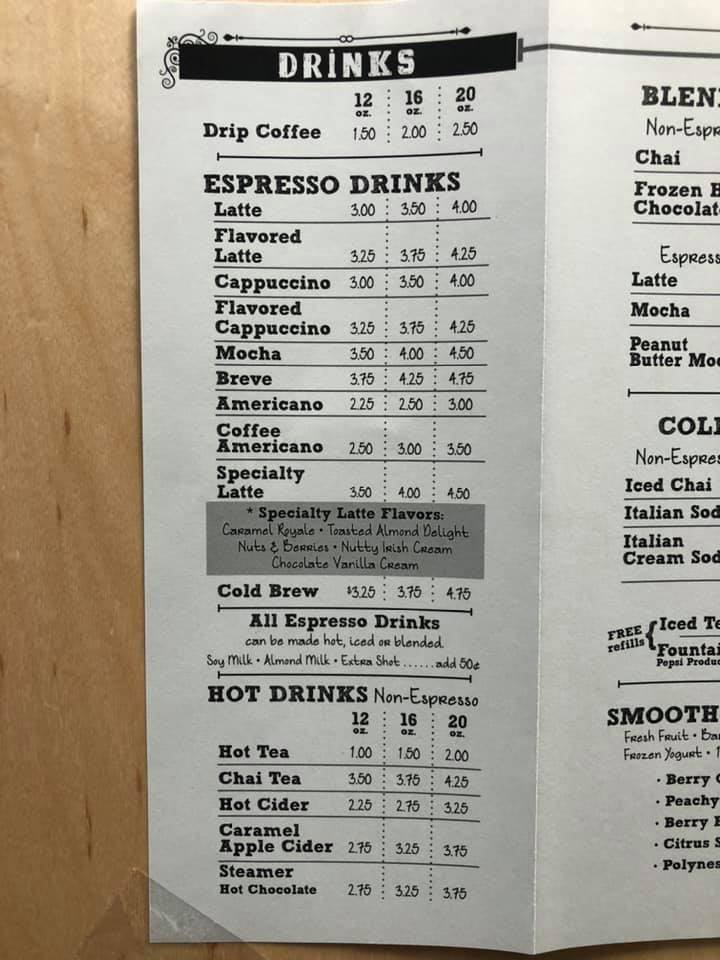 DRINKS
12 oz. 16 oz. 20 oz.
Drip Coffee 1.50 2.00 2.50
ESPRESSO DRINKS
Latte 3.00 3.50 4.00
Flavored
Latte 3.25 3.75 4.25
Cappuccino 3.00 3.50 4.00
Flavored
Cappuccino 3.25 3.75 4.25
Mocha 3.50 4.00 4.50
Breve 3.75 4.25 4.75
Americano 2.25 2.50 3.00
Coffee
Americano 2.50 3.00 3.50
Specialty
Latte 3.50 4.00 4.50
* Specialty Latte Flavors:
Caramel Royale • Toasted Almond Delight
Nuts & Berries • Nutty Irish Cream
Chocolate Vanilla Cream
Cold Brew $3.25 3.75 4.75
All Espresso Drinks
can be made hot, iced or blended.
Soy Milk • Almond Milk • Extra Shot ......add 50¢
HOT DRINKS Non-Espresso
12 oz. 16 oz. 20 oz.
Hot Tea 1.00 1.50 2.00
Chai Tea 3.50 3.75 4.25
Hot Cider 2.25 2.75 3.25
Caramel
Apple Cider 2.75 3.25 3.75
Steamer
Hot Chocolate 2.75 3.25 3.75
BLEN
Non-Espr
Chai
Frozen H
Chocolat
Espress
Latte
Mocha
Peanut
Butter Mo
COL
Non-Espres
Iced Chai
Italian Sod
Italian
Cream Sod
FREE refills { Iced Te
Fountai
Pepsi Produc
SMOOTH
Fresh Fruit • Ba
Frozen Yogurt •
• Berry
• Peachy
• Berry
• Citrus S
• Polynes